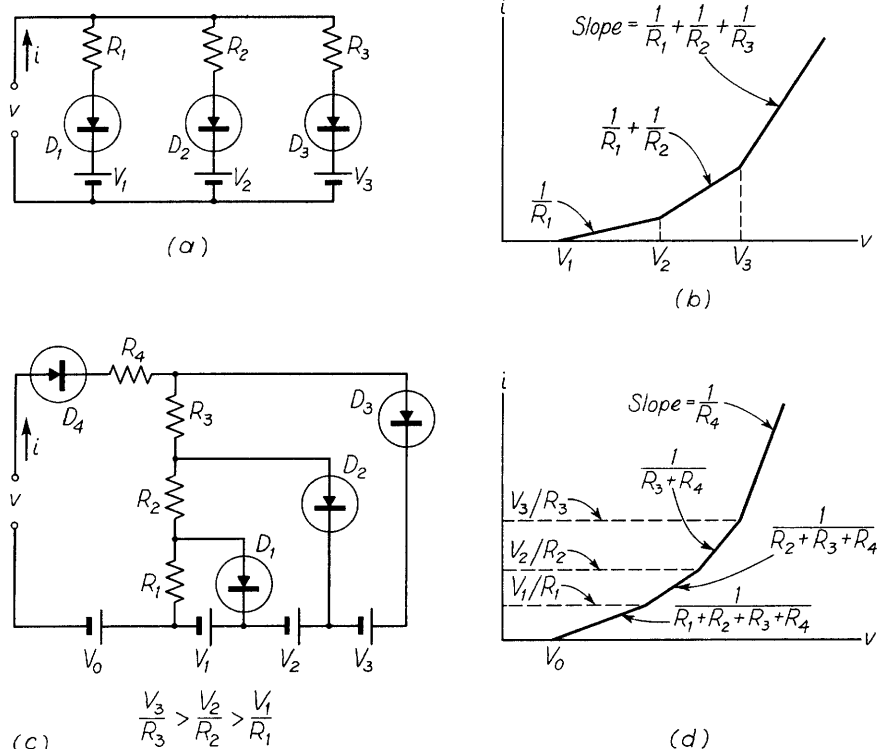 i
R₁
R₂
R₃
v
D₁
D₂
D₃
V₁
V₂
V₃
(a)
i
Slope = 1/R₁ + 1/R₂ + 1/R₃
1/R₁ + 1/R₂
1/R₁
V₁
V₂
V₃
v
(b)
R₄
D₄
i
R₃
D₃
D₂
v
R₂
D₁
R₁
V₀
V₁
V₂
V₃
V₃/R₃ > V₂/R₂ > V₁/R₁
(c)
i
Slope = 1/R₄
1/(R₃ + R₄)
V₃/R₃
1/(R₂ + R₃ + R₄)
V₂/R₂
V₁/R₁
1/(R₁ + R₂ + R₃ + R₄)
V₀
v
(d)